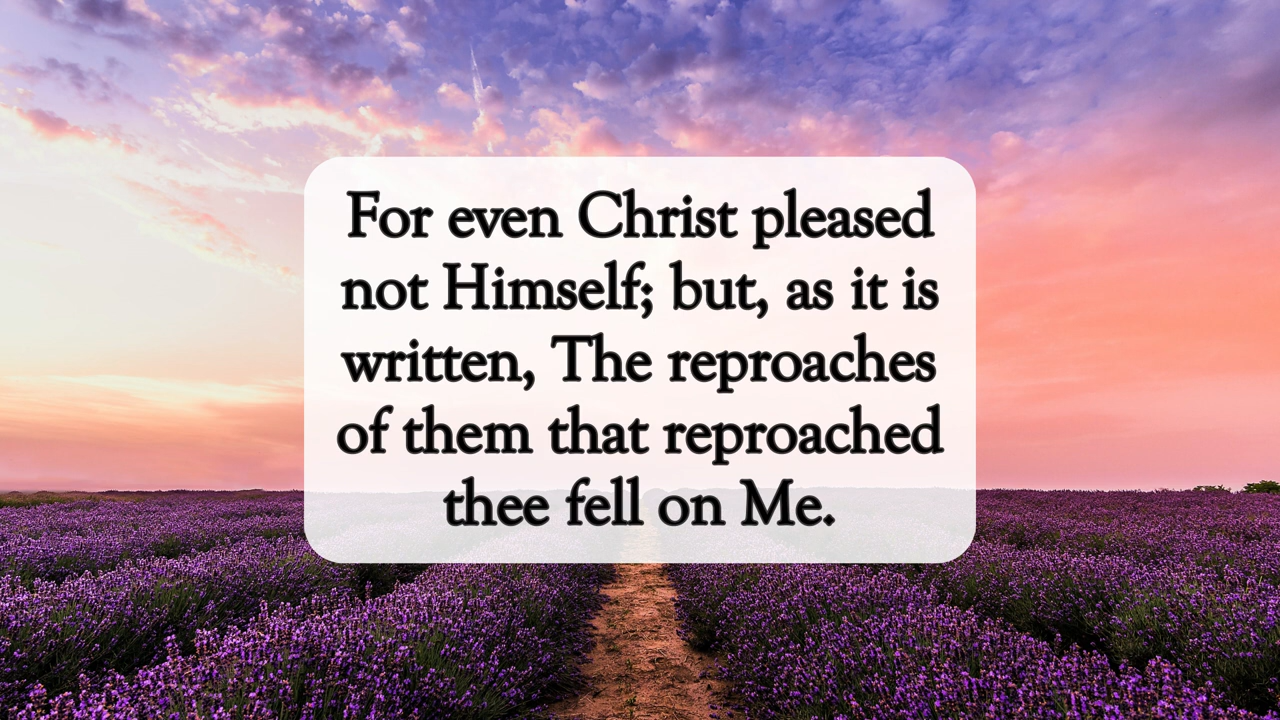 For even Christ pleased
not Himself; but, as it is
written, The reproaches
of them that reproached
thee fell on Me.